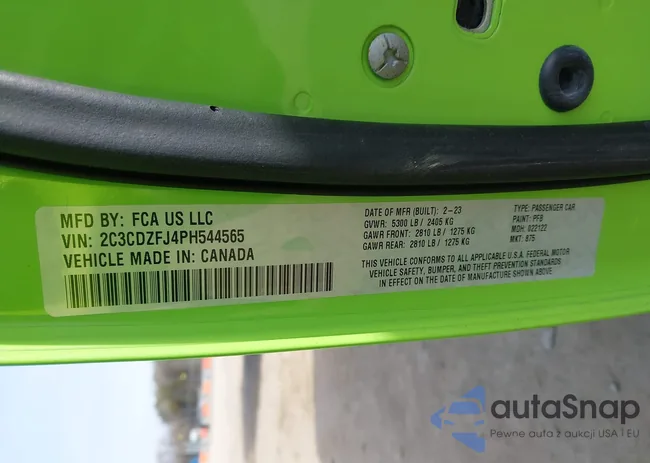 MFD BY: FCA US LLC
VIN: 2C3CDZFJ4PH544565
VEHICLE MADE IN: CANADA
DATE OF MFR (BUILT): 2-23
GVWR: 5300 LB / 2405 KG
GAWR FRONT: 2810 LB / 1275 KG
GAWR REAR: 2810 LB / 1275 KG
TYPE: PASSENGER CAR
PAINT: PFB
MDH: 022122
MKT: 875
THIS VEHICLE CONFORMS TO ALL APPLICABLE U.S.A. FEDERAL MOTOR
VEHICLE SAFETY, BUMPER, AND THEFT PREVENTION STANDARDS
IN EFFECT ON THE DATE OF MANUFACTURE SHOWN ABOVE
autaSnap
Pewne auta z aukcji USA i EU